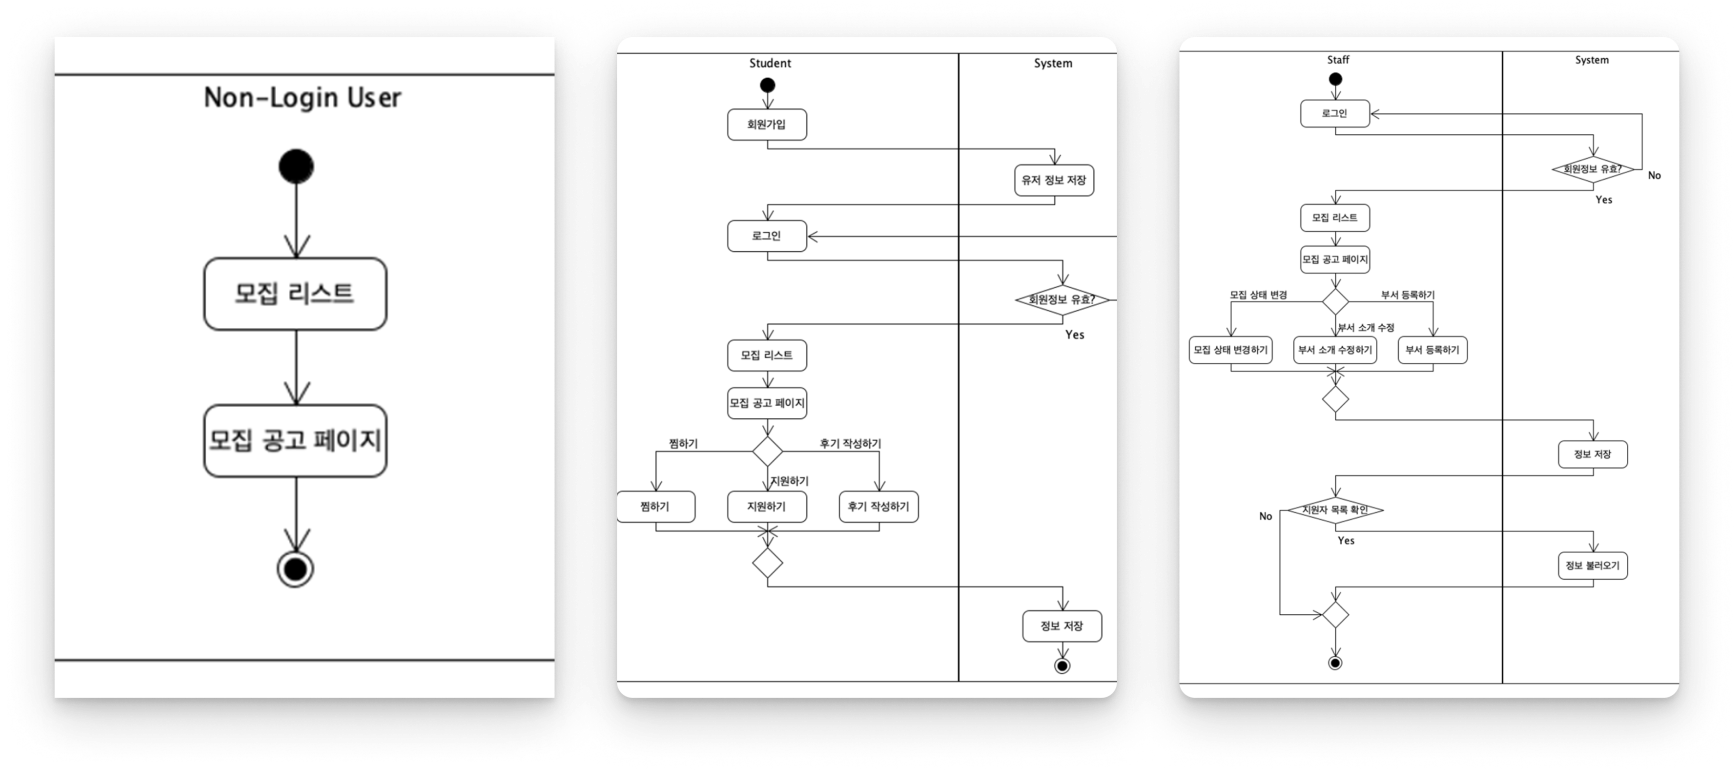 Non-Login User
모집 리스트
모집 공고 페이지
Student
System
회원가입
유저 정보 저장
로그인
회원정보 유효?
Yes
모집 리스트
모집 공고 페이지
찜하기
후기 작성하기
지원하기
찜하기
지원하기
후기 작성하기
정보 저장
Staff
System
로그인
회원정보 유효?
No
Yes
모집 리스트
모집 공고 페이지
모집 상태 변경
부서 등록하기
부서 소개 수정
모집 상태 변경하기
부서 소개 수정하기
부서 등록하기
정보 저장
지원자 목록 확인
No
Yes
정보 불러오기